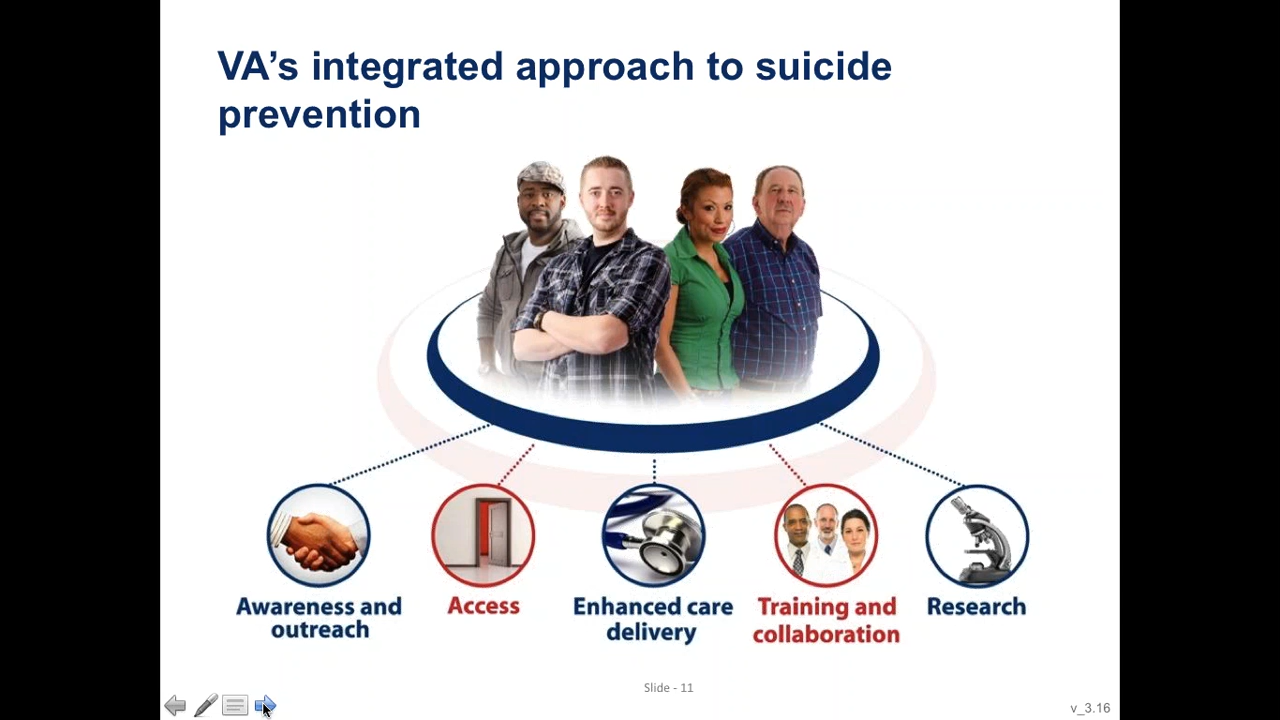 VA’s integrated approach to suicide
prevention
Awareness and
outreach
Access
Enhanced care
delivery
Training and
collaboration
Research
Slide - 11
v_3.16